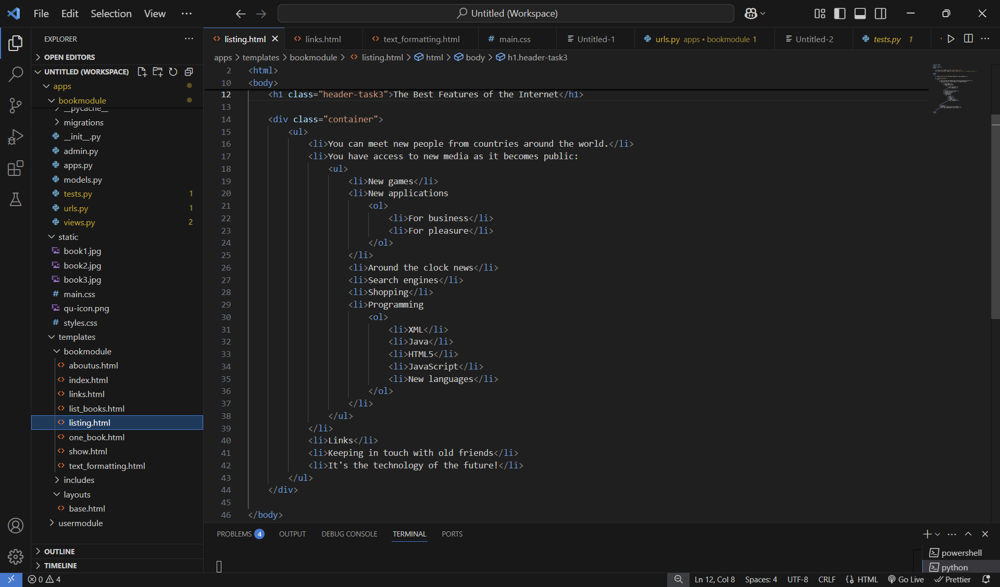 File Edit Selection View ... Untitled (Workspace)
EXPLORER ...
OPEN EDITORS
UNTITLED (WORKSPACE)
apps
bookmodule
__pycache__
migrations
__init__.py
admin.py
apps.py
models.py
tests.py 1
urls.py 1
views.py 2
static
book1.jpg
book2.jpg
book3.jpg
# main.css
qu-icon.png
# styles.css
templates
bookmodule
aboutus.html
index.html
links.html
list_books.html
listing.html
one_book.html
show.html
text_formatting.html
includes
layouts
base.html
usermodule
OUTLINE
TIMELINE
listing.html links.html text_formatting.html # main.css Untitled-1 urls.py apps • bookmodule 1 Untitled-2 tests.py 1
apps > templates > bookmodule > listing.html > html > body > h1.header-task3
2 <html>
10 <body>
12 <h1 class="header-task3">The Best Features of the Internet</h1>
13
14 <div class="container">
15 <ul>
16 <li>You can meet new people from countries around the world.</li>
17 <li>You have access to new media as it becomes public:
18 <ul>
19 <li>New games</li>
20 <li>New applications
21 <ol>
22 <li>For business</li>
23 <li>For pleasure</li>
24 </ol>
25 </li>
26 <li>Around the clock news</li>
27 <li>Search engines</li>
28 <li>Shopping</li>
29 <li>Programming
30 <ol>
31 <li>XML</li>
32 <li>Java</li>
33 <li>HTML5</li>
34 <li>JavaScript</li>
35 <li>New languages</li>
36 </ol>
37 </li>
38 </ul>
39 </li>
40 <li>Links</li>
41 <li>Keeping in touch with old friends</li>
42 <li>It's the technology of the future!</li>
43 </ul>
44 </div>
45
46 </body>
PROBLEMS 4 OUTPUT DEBUG CONSOLE TERMINAL PORTS
powershell
python
0 4 Ln 12, Col 8 Spaces: 4 UTF-8 CRLF HTML Go Live Prettier